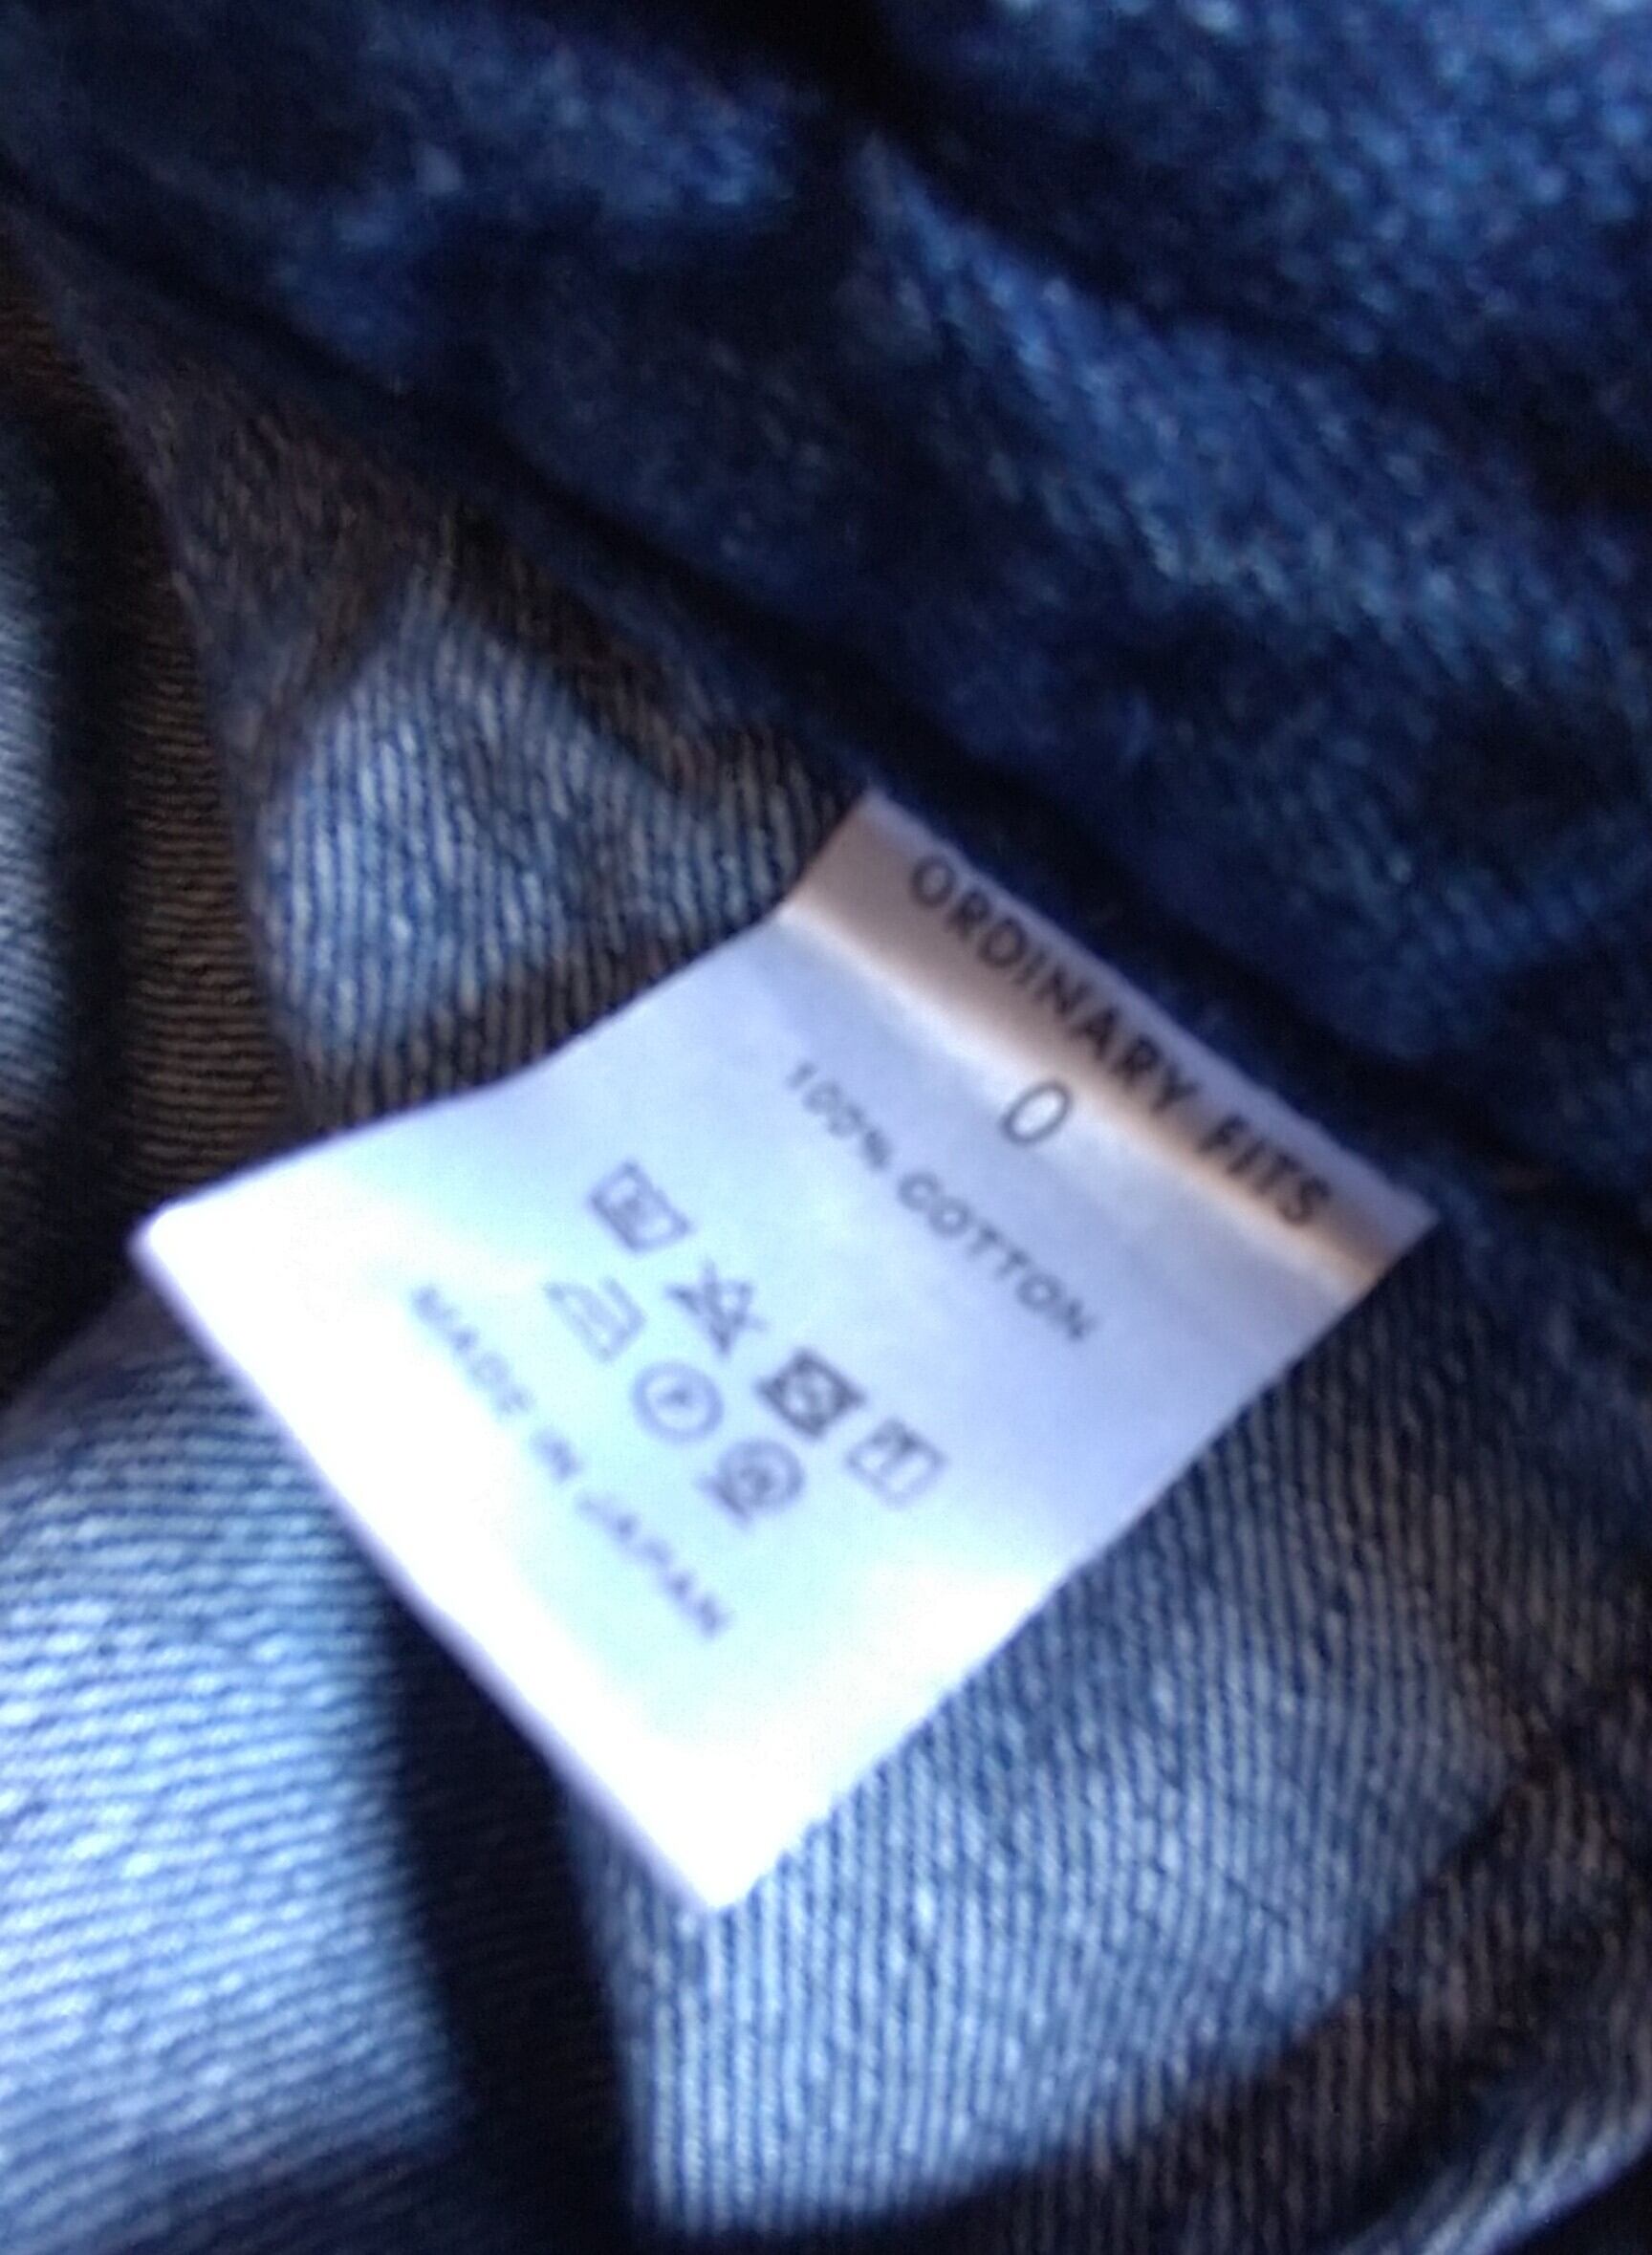 ORDINARY FITS
0
100% COTTON
MADE IN JAPAN